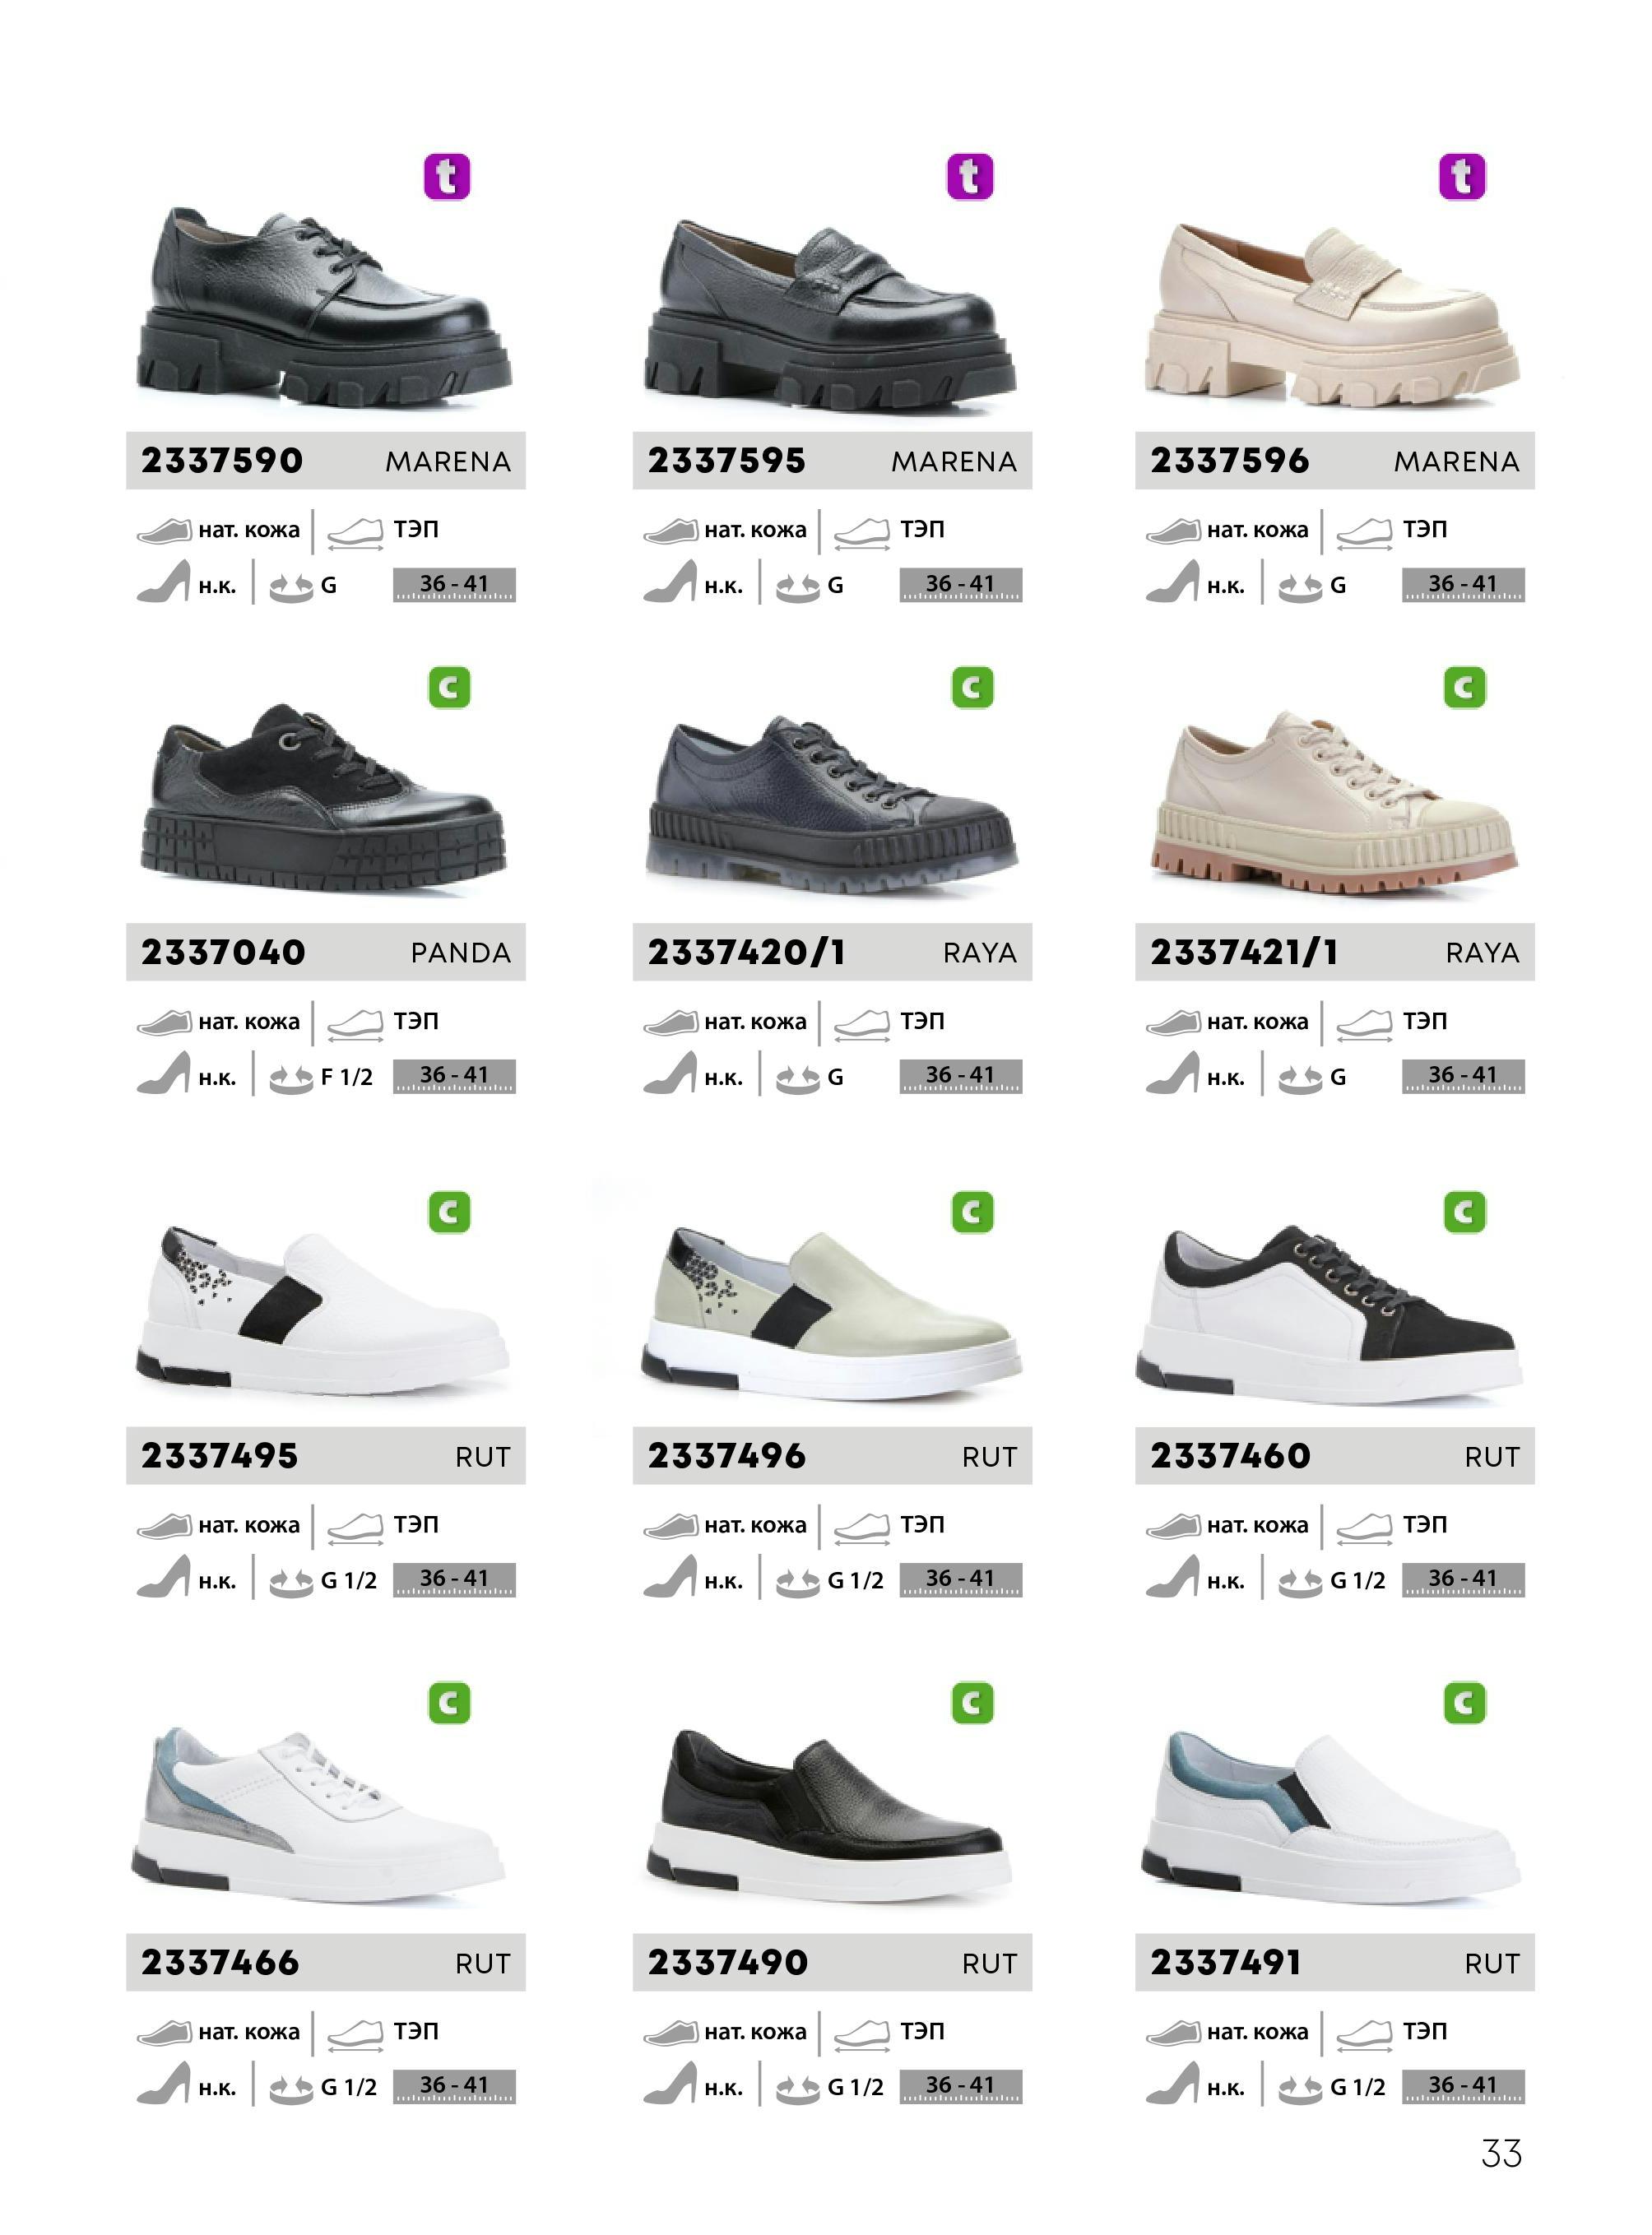 t t t
2337590 MARENA 2337595 MARENA 2337596 MARENA
нат. кожа ТЭП нат. кожа ТЭП нат. кожа ТЭП
н.к. G 36 - 41 н.к. G 36 - 41 н.к. G 36 - 41
c c c
2337040 PANDA 2337420/1 RAYA 2337421/1 RAYA
нат. кожа ТЭП нат. кожа ТЭП нат. кожа ТЭП
н.к. F 1/2 36 - 41 н.к. G 36 - 41 н.к. G 36 - 41
c c c
2337495 RUT 2337496 RUT 2337460 RUT
нат. кожа ТЭП нат. кожа ТЭП нат. кожа ТЭП
н.к. G 1/2 36 - 41 н.к. G 1/2 36 - 41 н.к. G 1/2 36 - 41
c c c
2337466 RUT 2337490 RUT 2337491 RUT
нат. кожа ТЭП нат. кожа ТЭП нат. кожа ТЭП
н.к. G 1/2 36 - 41 н.к. G 1/2 36 - 41 н.к. G 1/2 36 - 41
33